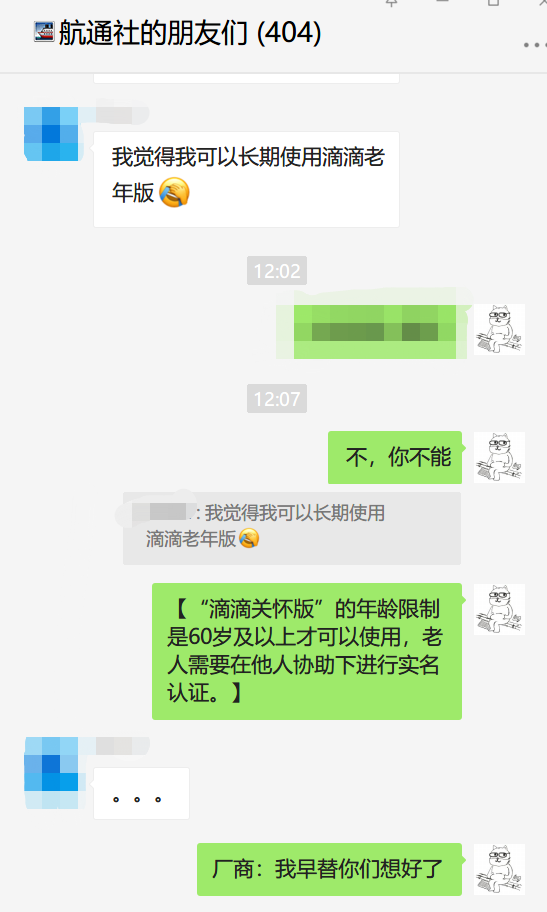 航通社的朋友们 (404)
我觉得我可以长期使用滴滴老
年版🤣
12:02
12:07
不，你不能
: 我觉得我可以长期使用
滴滴老年版🤣
【“滴滴关怀版”的年龄限制
是60岁及以上才可以使用，老
人需要在他人协助下进行实名
认证。】
。。。
厂商：我早替你们想好了